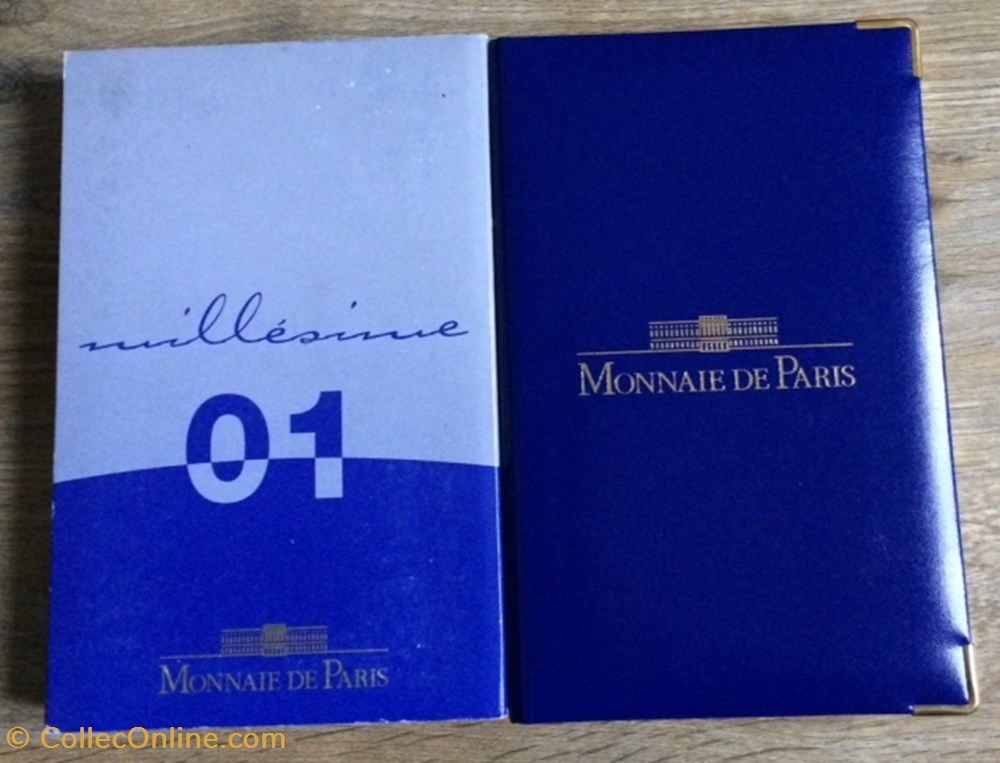 millésime
01
MONNAIE DE PARIS
MONNAIE DE PARIS
© CollecOnline.com